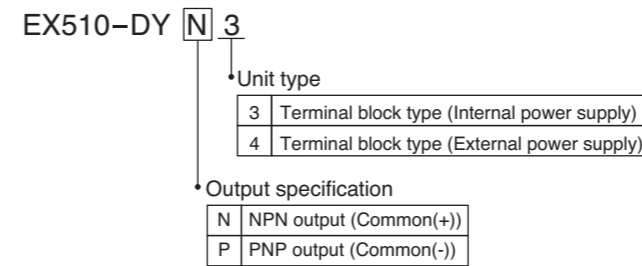 EX510-DY N 3
Unit type
3 Terminal block type (Internal power supply)
4 Terminal block type (External power supply)
Output specification
N NPN output (Common(+))
P PNP output (Common(-))